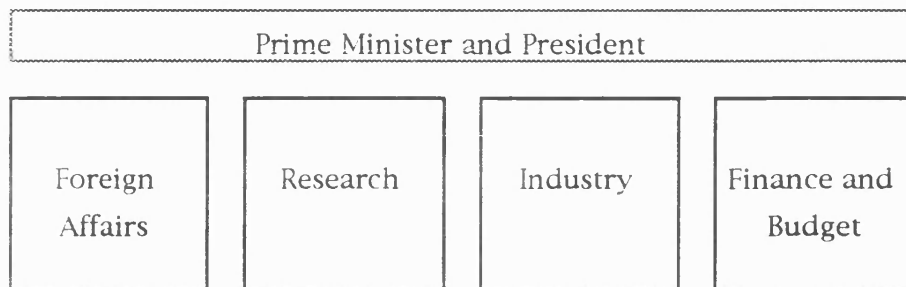 Prime Minister and President
Foreign
Affairs
Research
Industry
Finance and
Budget